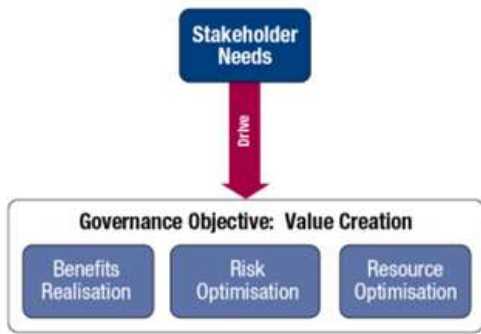 Stakeholder
Needs
Drive
Governance Objective: Value Creation
Benefits
Realisation
Risk
Optimisation
Resource
Optimisation